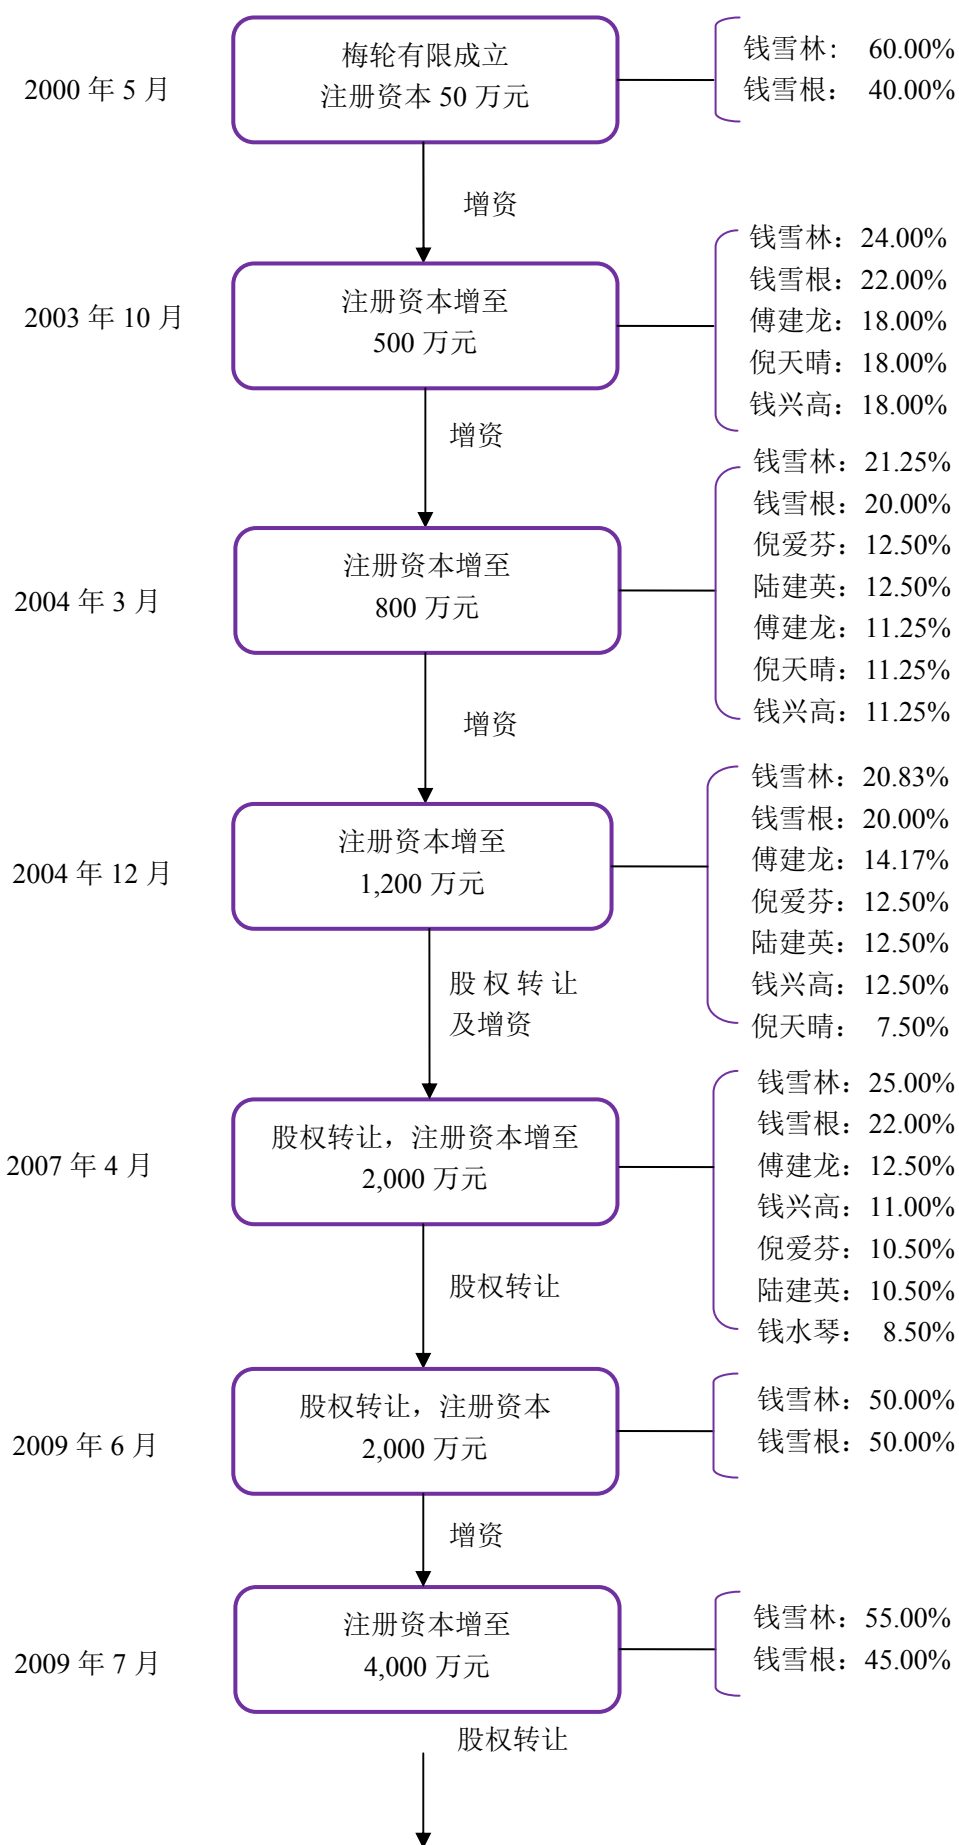 2000 年 5 月
梅轮有限成立
注册资本 50 万元
钱雪林: 60.00%
钱雪根：40.00%
增资
2003 年 10 月
注册资本增至
500 万元
钱雪林：24.00%
钱雪根：22.00%
傅建龙：18.00%
倪天晴：18.00%
钱兴高：18.00%
增资
2004 年 3 月
注册资本增至
800 万元
钱雪林：21.25%
钱雪根：20.00%
倪爱芬：12.50%
陆建英：12.50%
傅建龙：11.25%
倪天晴：11.25%
钱兴高：11.25%
增资
2004 年 12 月
注册资本增至
1,200 万元
钱雪林：20.83%
钱雪根：20.00%
傅建龙：14.17%
倪爱芬：12.50%
陆建英：12.50%
钱兴高：12.50%
倪天晴： 7.50%
股 权 转 让
及增资
2007 年 4 月
股权转让，注册资本增至
2,000 万元
钱雪林：25.00%
钱雪根：22.00%
傅建龙：12.50%
钱兴高：11.00%
倪爱芬：10.50%
陆建英：10.50%
钱水琴： 8.50%
股权转让
2009 年 6 月
股权转让，注册资本
2,000 万元
钱雪林：50.00%
钱雪根：50.00%
增资
2009 年 7 月
注册资本增至
4,000 万元
钱雪林：55.00%
钱雪根：45.00%
股权转让